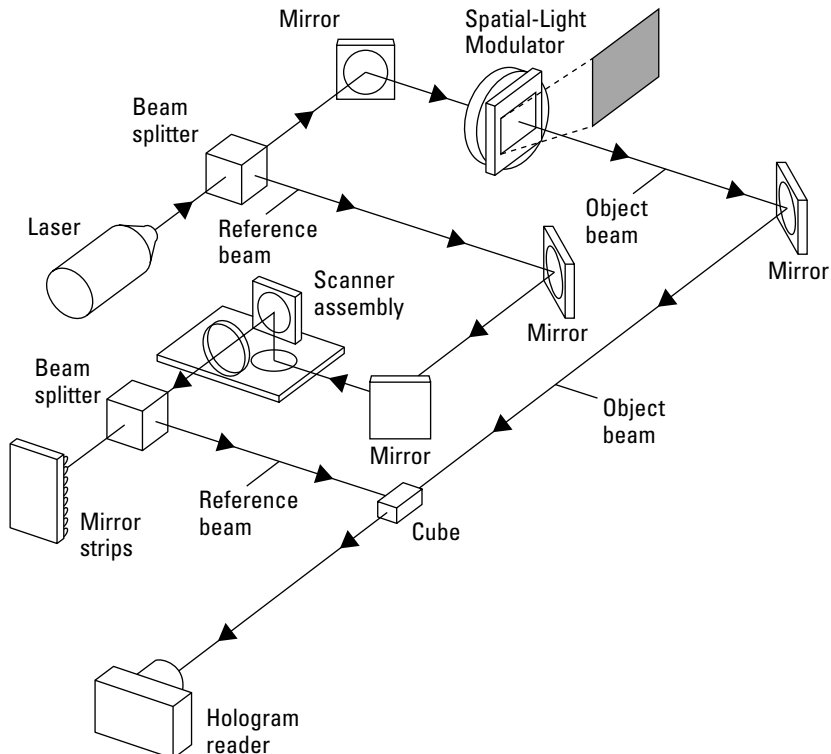 Mirror
Spatial-Light
Modulator
Beam
splitter
Laser
Reference
beam
Object
beam
Mirror
Scanner
assembly
Mirror
Beam
splitter
Mirror
Object
beam
Reference
beam
Cube
Mirror
strips
Hologram
reader